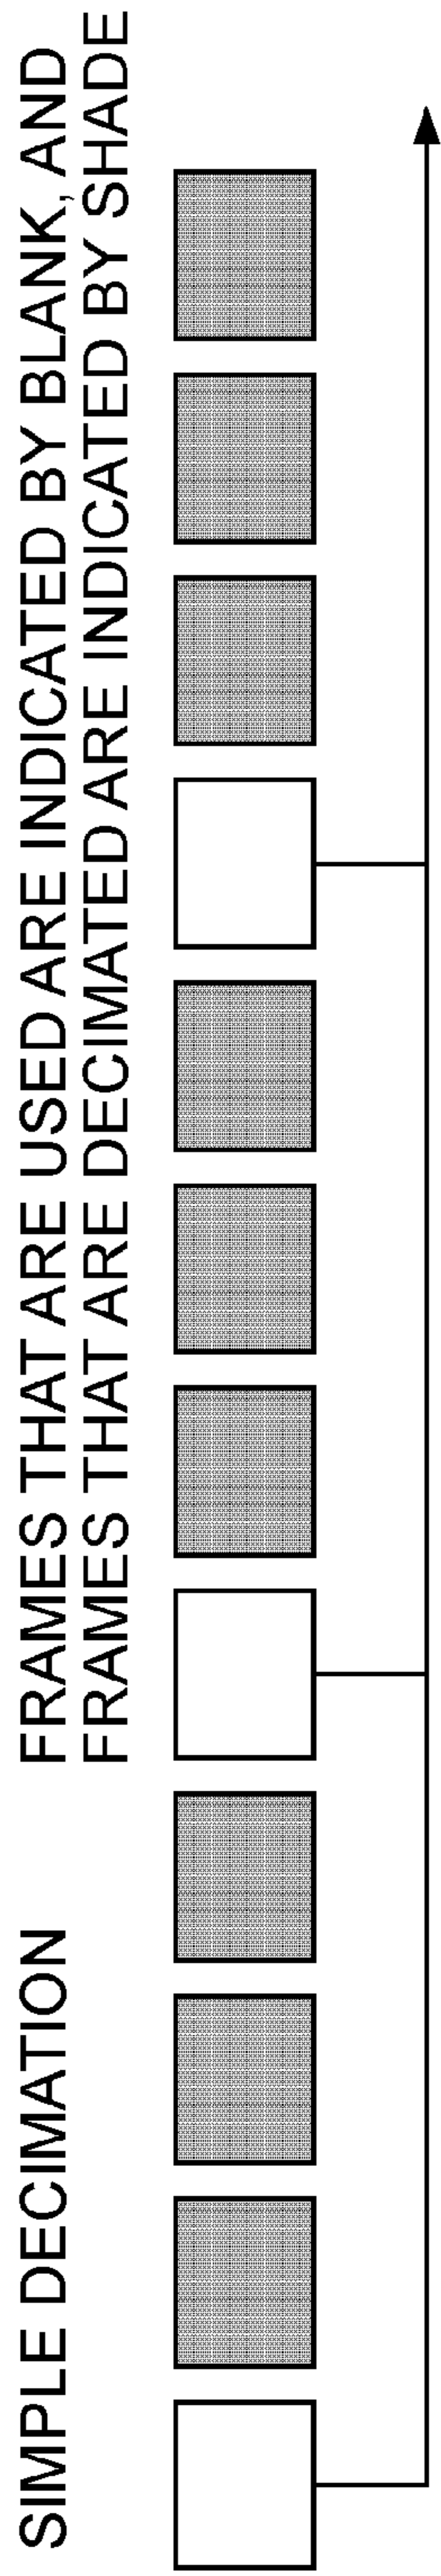 SIMPLE DECIMATION
FRAMES THAT ARE USED ARE INDICATED BY BLANK, AND
FRAMES THAT ARE DECIMATED ARE INDICATED BY SHADE